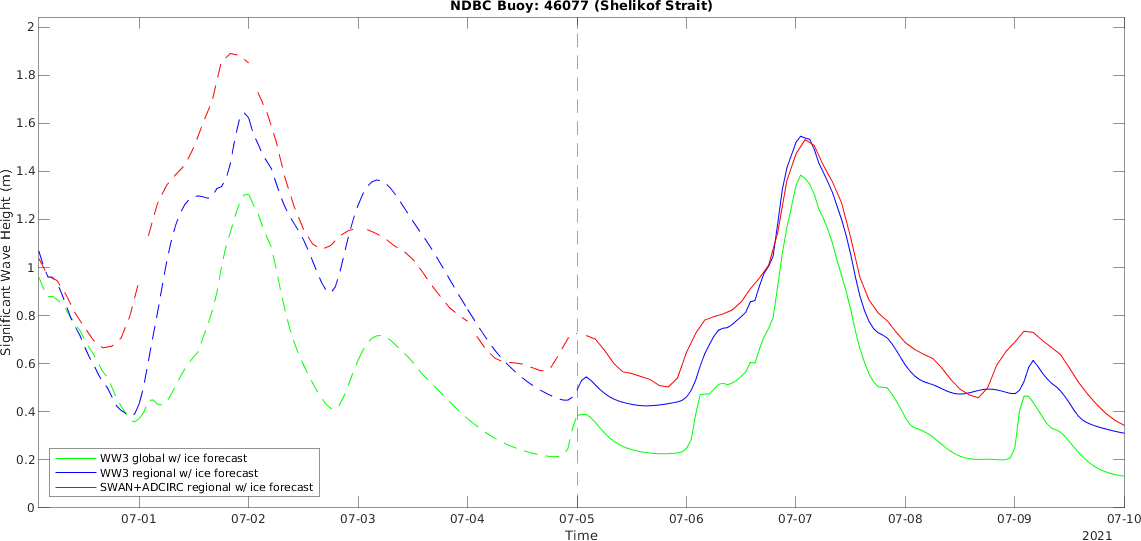 NDBC Buoy: 46077 (Shelikof Strait)
2
1.8
1.6
1.4
1.2
1
0.8
0.6
0.4
0.2
0
Significant Wave Height (m)
WW3 global w/ ice forecast
WW3 regional w/ ice forecast
SWAN+ADCIRC regional w/ ice forecast
07-01 07-02 07-03 07-04 07-05 07-06 07-07 07-08 07-09 07-10
Time
2021